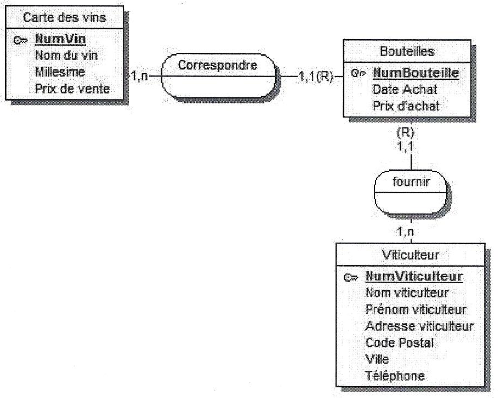 Carte des vins
NumVin
Nom du vin
Millesime
Prix de vente
1,n
Correspondre
1,1(R)
Bouteilles
NumBouteille
Date Achat
Prix d'achat
(R)
1,1
fournir
1,n
Viticulteur
NumViticulteur
Nom viticulteur
Prénom viticulteur
Adresse viticulteur
Code Postal
Ville
Téléphone